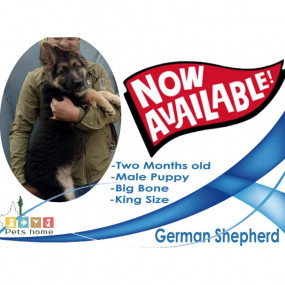 NOW
AVAILABLE!
-Two Months old
-Male Puppy
-Big Bone
-King Size
Pets home
German Shepherd